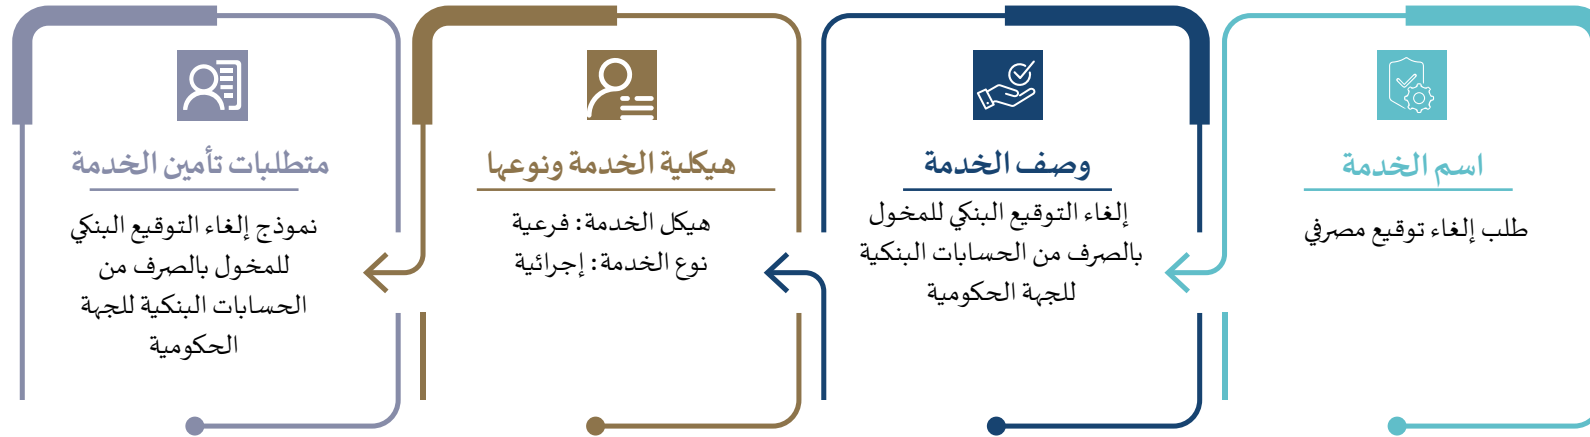 اسم الخدمة
طلب إلغاء توقيع مصرفي
وصف الخدمة
إلغاء التوقيع البنكي للمخول
بالصرف من الحسابات البنكية
للجهة الحكومية
هيكلية الخدمة ونوعها
هيكل الخدمة: فرعية
نوع الخدمة: إجرائية
متطلبات تأمين الخدمة
نموذج إلغاء التوقيع البنكي
للمخول بالصرف من
الحسابات البنكية للجهة
الحكومية